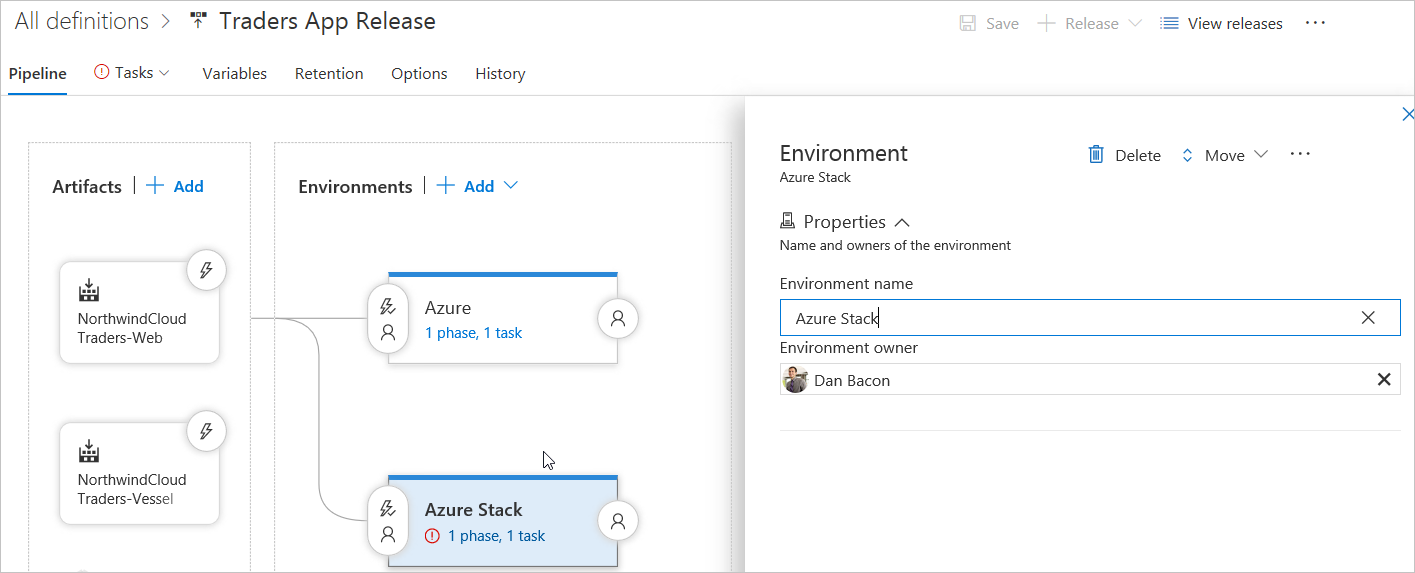 All definitions > Traders App Release
Save
Release
View releases
···
Pipeline
Tasks
Variables
Retention
Options
History
Artifacts | + Add
NorthwindCloud
Traders-Web
NorthwindCloud
Traders-Vessel
Environments | + Add
Azure
1 phase, 1 task
Azure Stack
1 phase, 1 task
Environment
Azure Stack
Delete
Move
···
Properties
Name and owners of the environment
Environment name
Azure Stack
Environment owner
Dan Bacon